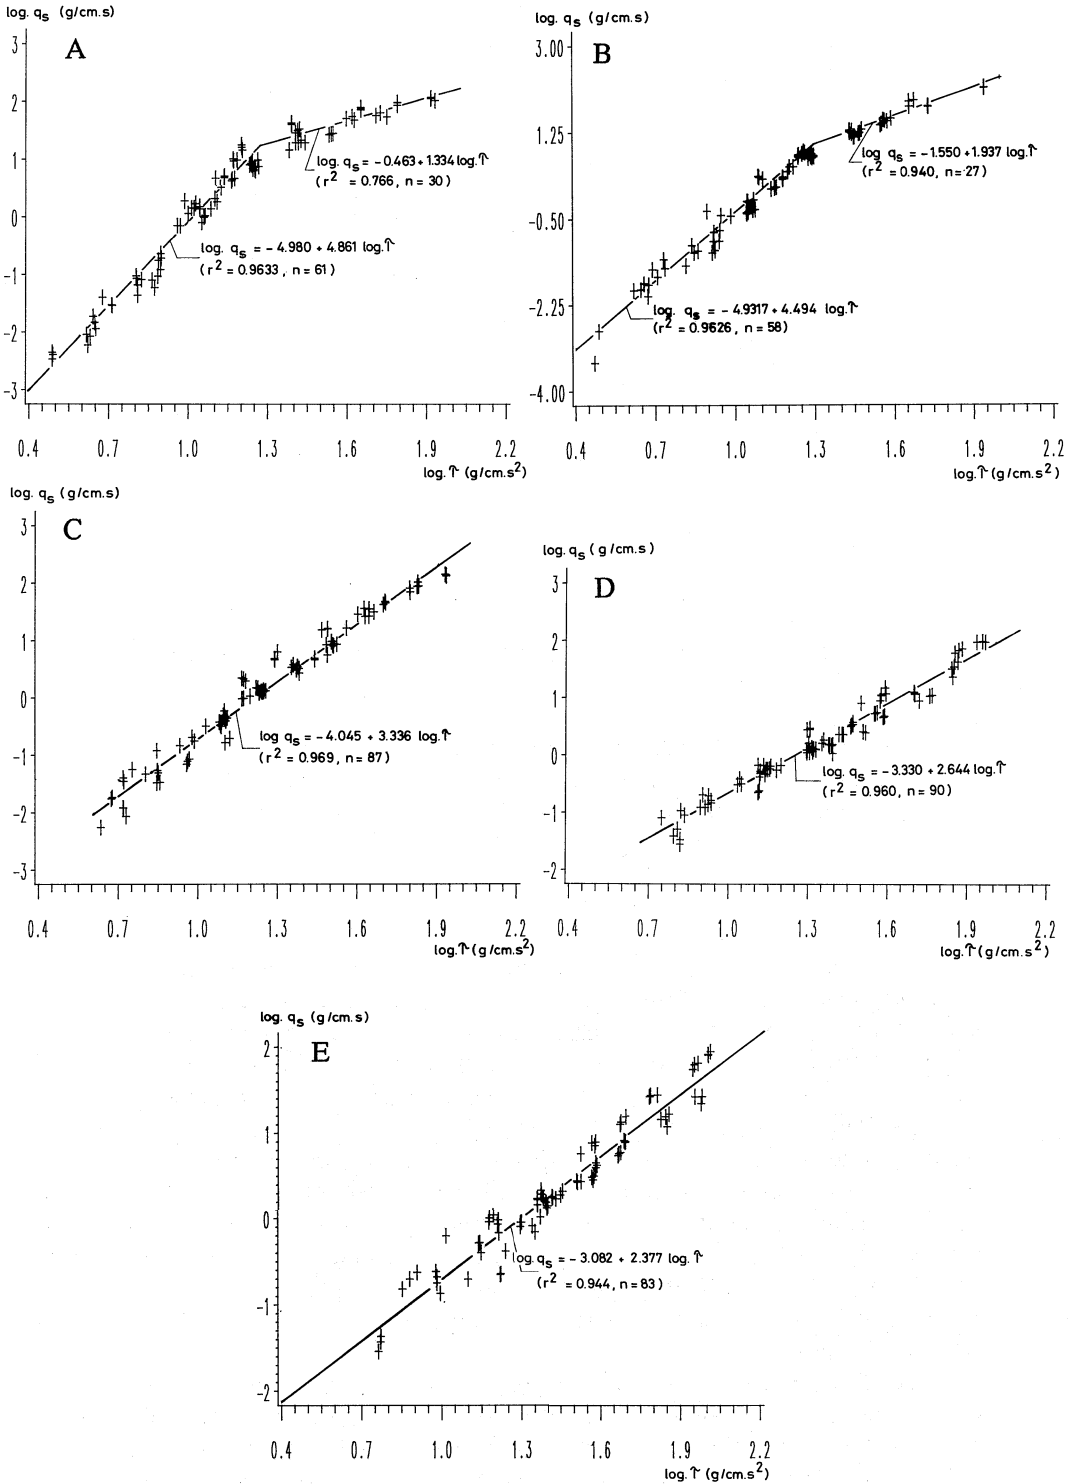 log. qs (g/cm.s)
A
3
2
1
0
-1
-2
-3
log. qs = -0.463+1.334 log.τ
(r2 = 0.766, n = 30)
log. qs = -4.980 + 4.861 log.τ
(r2 = 0.9633, n = 61)
0.4 0.7 1.0 1.3 1.6 1.9 2.2
log.τ (g/cm.s2)
log. qs (g/cm.s)
B
3.00
1.25
-0.50
-2.25
-4.00
log qs = -1.550+1.937 log.τ
(r2 = 0.940, n=27)
log. qs = -4.9317+4.494 log.τ
(r2 = 0.9626, n=58)
0.4 0.7 1.0 1.3 1.6 1.9 2.2
log.τ (g/cm.s2)
log. qs (g/cm.s)
C
3
2
1
0
-1
-2
-3
log qs = -4.045 + 3.336 log.τ
(r2 = 0.969, n=87)
0.4 0.7 1.0 1.3 1.6 1.9 2.2
log.τ (g/cm.s2)
log. qs (g/cm.s)
D
3
2
1
0
-1
-2
log. qs = -3.330 + 2.644 log.τ
(r2 = 0.960, n=90)
0.4 0.7 1.0 1.3 1.6 1.9 2.2
log.τ (g/cm.s2)
log. qs (g/cm.s)
E
2
1
0
-1
-2
log. qs = -3.082 + 2.377 log. τ
(r2 = 0.944, n=83)
0.4 0.7 1.0 1.3 1.6 1.9 2.2
log.τ (g/cm.s2)